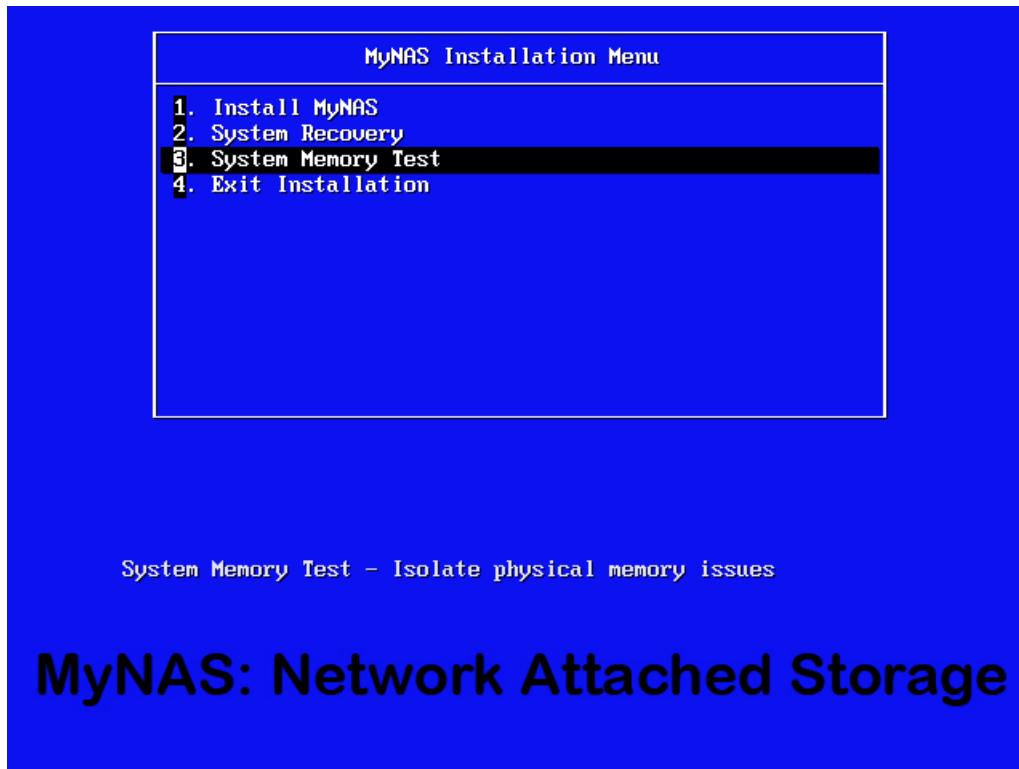 MyNAS Installation Menu
1. Install MyNAS
2. System Recovery
3. System Memory Test
4. Exit Installation
System Memory Test - Isolate physical memory issues
MyNAS: Network Attached Storage